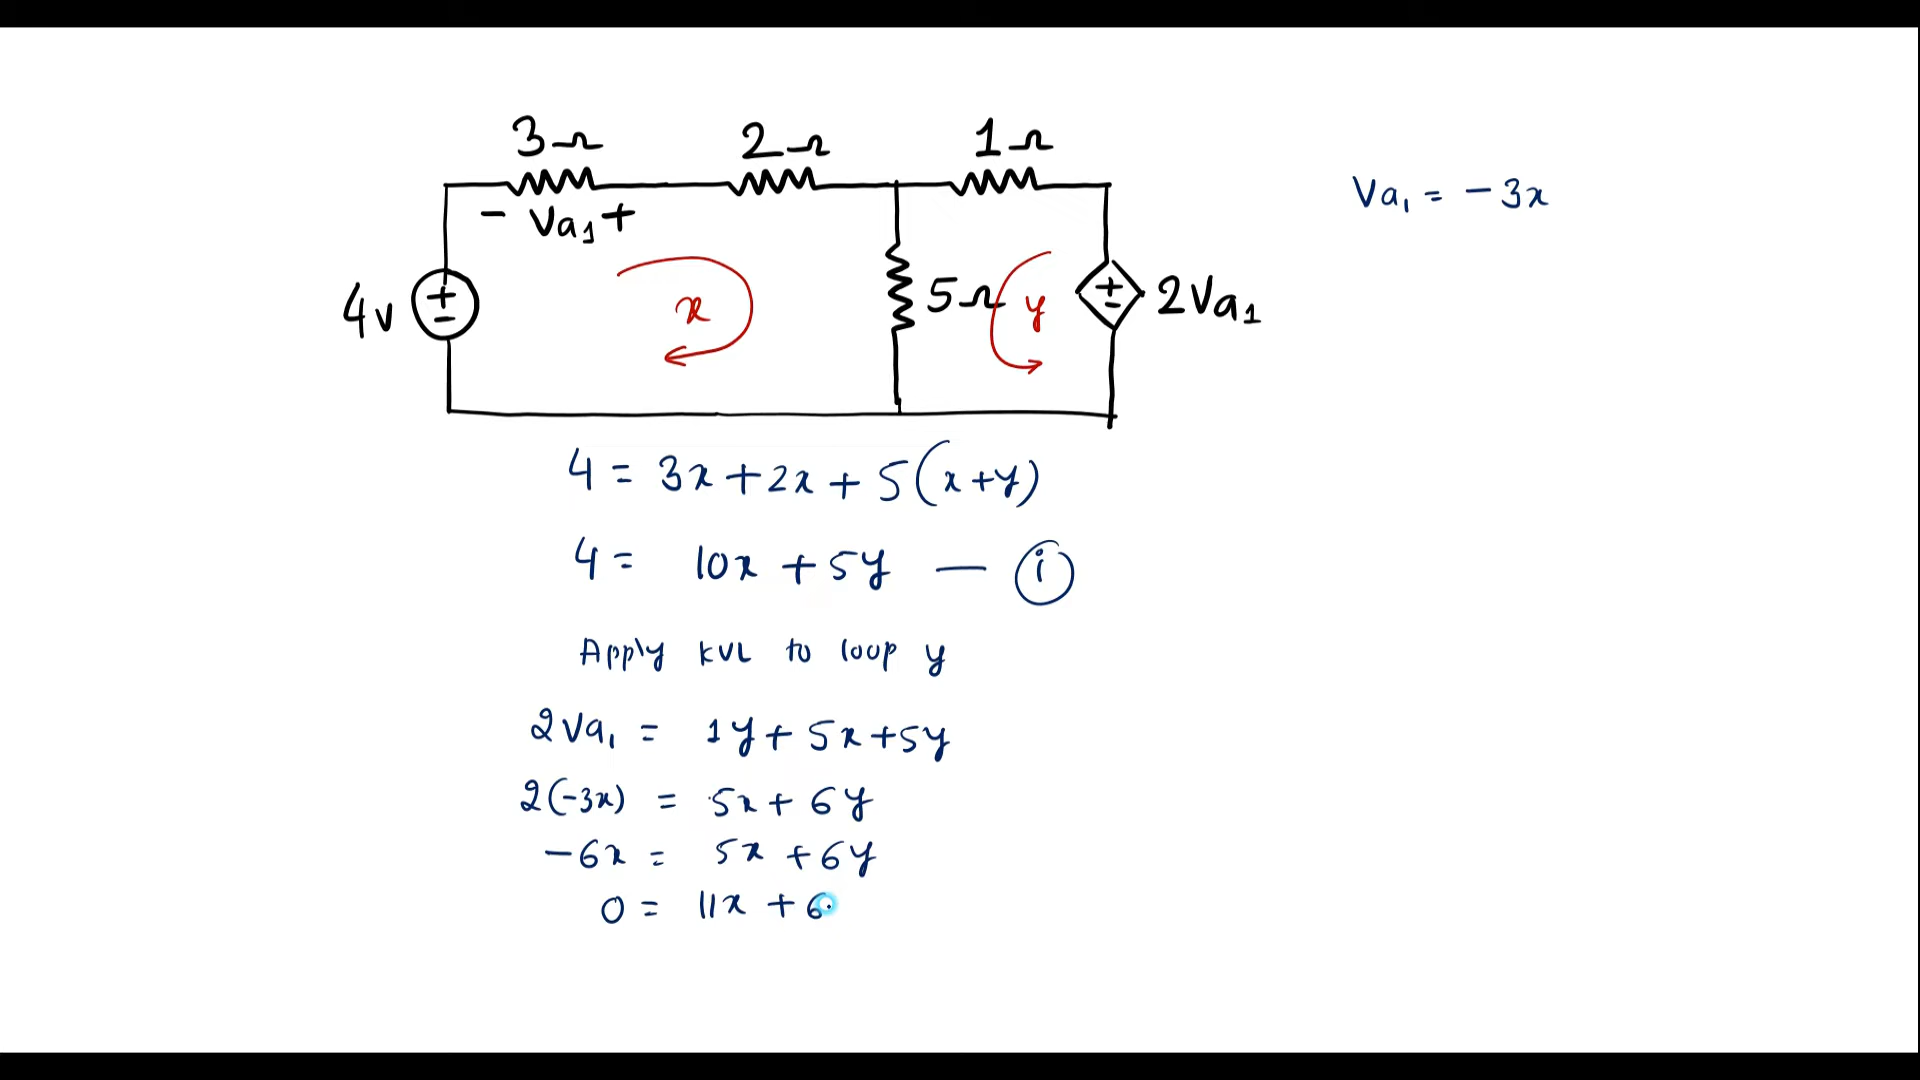 3Ω 2Ω 1Ω
- Va₁ +
Va₁ = -3x
4v + - x 5Ω y + - 2Va₁
4 = 3x + 2x + 5(x+y)
4 = 10x + 5y — (i)
Apply KVL to loop y
2Va₁ = 1y + 5x + 5y
2(-3x) = 5x + 6y
-6x = 5x + 6y
0 = 11x + 6